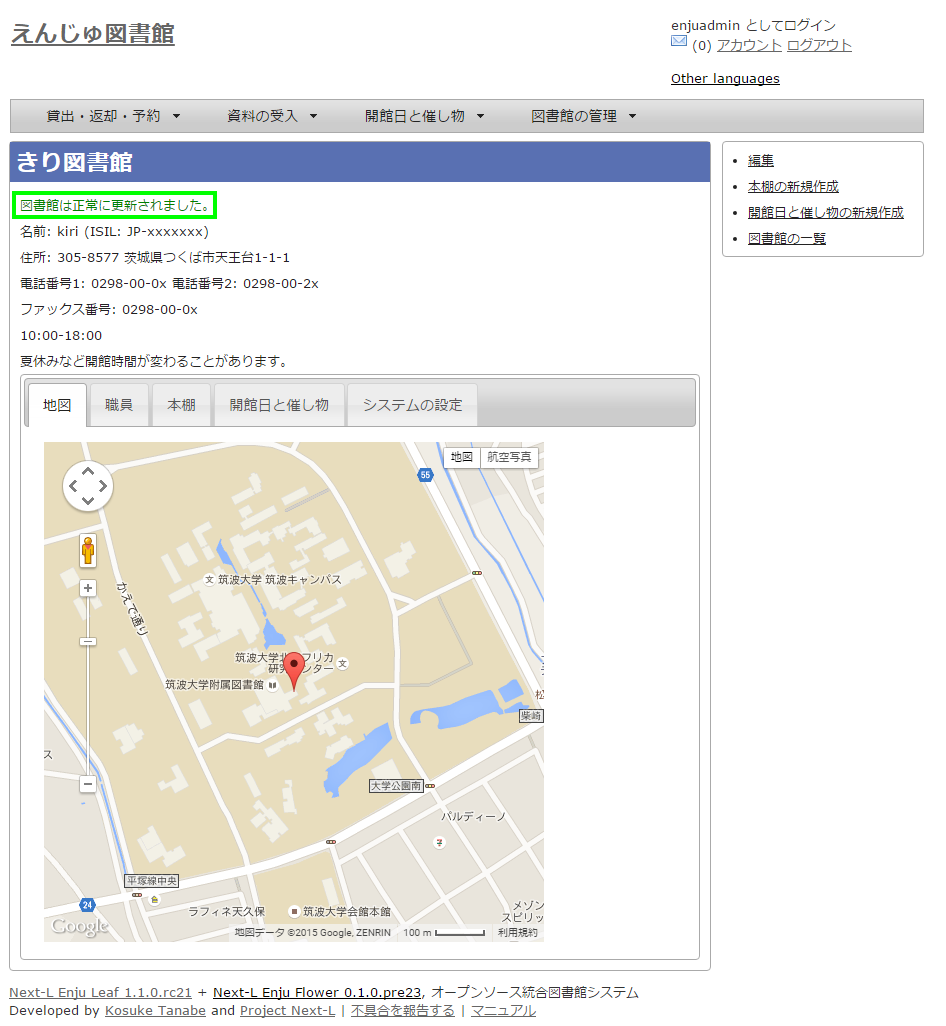 えんじゅ図書館
enjuadmin としてログイン
(0) アカウント ログアウト
Other languages
貸出・返却・予約 資料の受入 開館日と催し物 図書館の管理
きり図書館
図書館は正常に更新されました。
名前: kiri (ISIL: JP-xxxxxxx)
住所: 305-8577 茨城県つくば市天王台1-1-1
電話番号1: 0298-00-0x 電話番号2: 0298-00-2x
ファックス番号: 0298-00-0x
10:00-18:00
夏休みなど開館時間が変わることがあります。
編集
本棚の新規作成
開館日と催し物の新規作成
図書館の一覧
地図 職員 本棚 開館日と催し物 システムの設定
地図 航空写真
55
文 筑波大学 筑波キャンパス
かえで通り
筑波大学北アフリカ 文
研究センター
筑波大学附属図書館
松
柴崎
ス
大学公園南
パルディーノ
平塚線中央
24
ラフィネ天久保
筑波大学会館本館
メゾン
スピリッ
Google
地図データ ©2015 Google, ZENRIN 100 m 利用規約
Next-L Enju Leaf 1.1.0.rc21 + Next-L Enju Flower 0.1.0.pre23, オープンソース統合図書館システム
Developed by Kosuke Tanabe and Project Next-L | 不具合を報告する | マニュアル